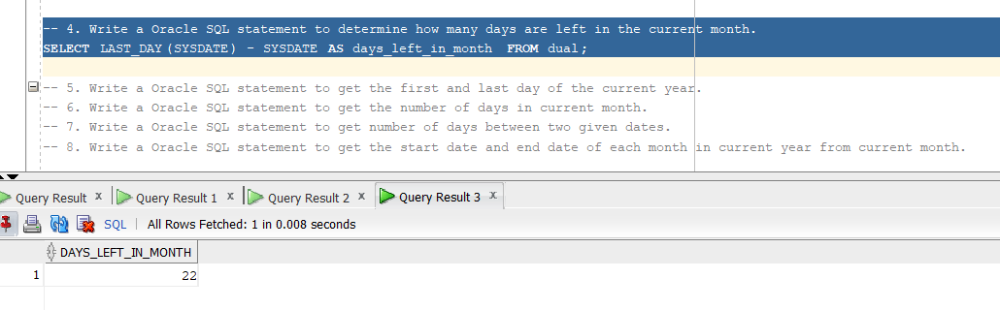 -- 4. Write a Oracle SQL statement to determine how many days are left in the current month.
SELECT LAST_DAY(SYSDATE) - SYSDATE AS days_left_in_month FROM dual;
-- 5. Write a Oracle SQL statement to get the first and last day of the current year.
-- 6. Write a Oracle SQL statement to get the number of days in current month.
-- 7. Write a Oracle SQL statement to get number of days between two given dates.
-- 8. Write a Oracle SQL statement to get the start date and end date of each month in current year from current month.
Query Result x Query Result 1 x Query Result 2 x Query Result 3 x
SQL | All Rows Fetched: 1 in 0.008 seconds
DAYS_LEFT_IN_MONTH
1 22